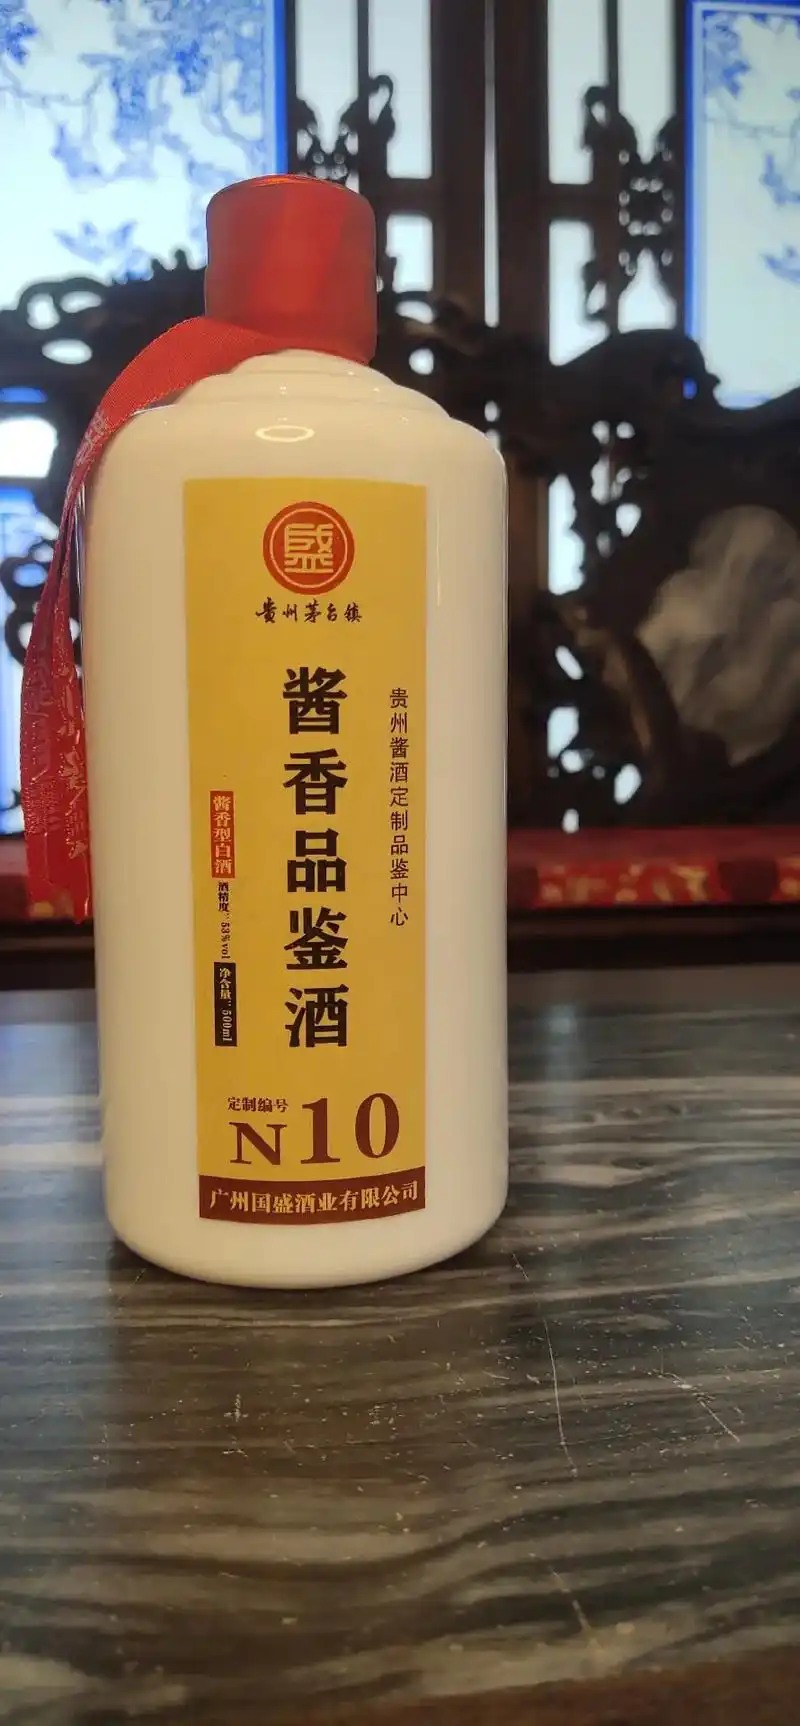 盛
贵州茅台镇
贵州酱酒定制品鉴中心
酱香品鉴酒
酱香型白酒
酒精度:53%vol
净含量:500ml
定制编号
N10
广州国盛酒业有限公司